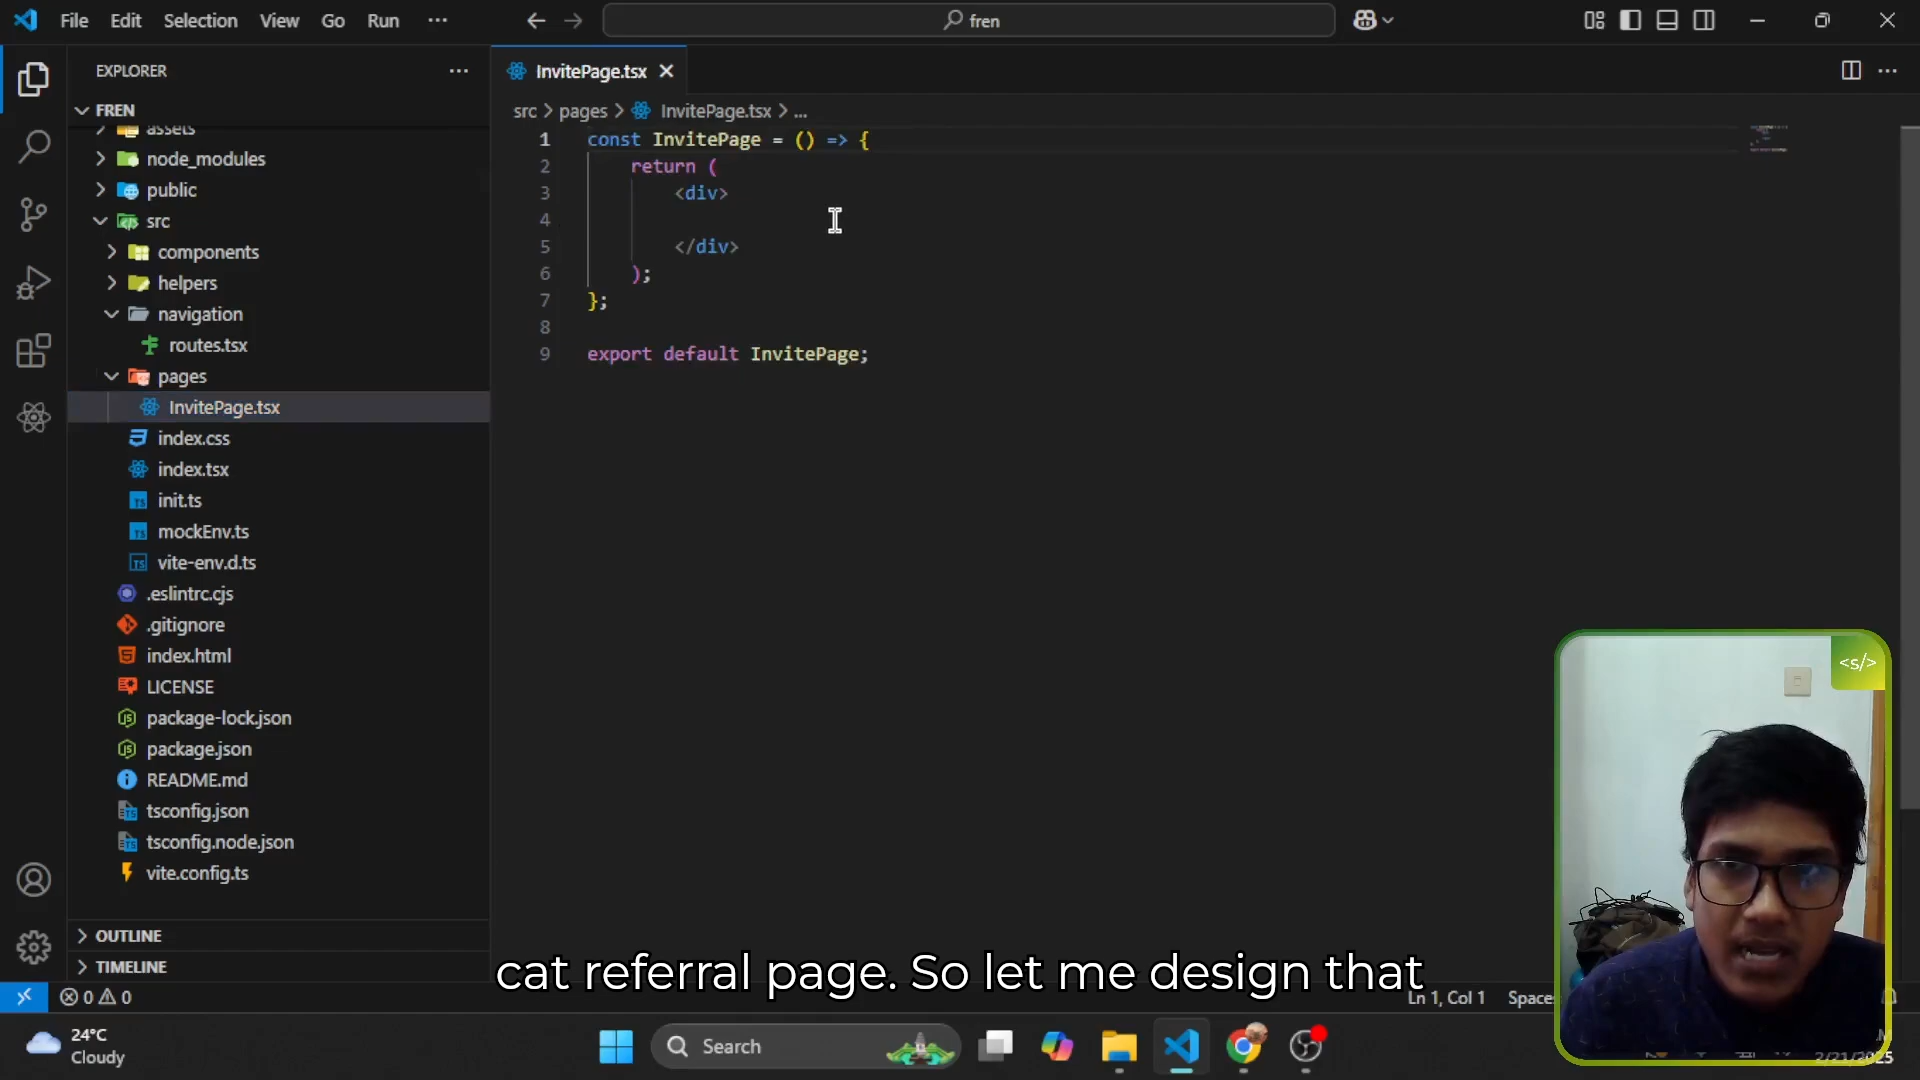 File Edit Selection View Go Run ···
fren
EXPLORER
FREN
assets
node_modules
public
src
components
helpers
navigation
routes.tsx
pages
InvitePage.tsx
index.css
index.tsx
init.ts
mockEnv.ts
vite-env.d.ts
.eslintrc.cjs
.gitignore
index.html
LICENSE
package-lock.json
package.json
README.md
tsconfig.json
tsconfig.node.json
vite.config.ts
OUTLINE
TIMELINE
InvitePage.tsx
src > pages > InvitePage.tsx > ...
1 const InvitePage = () => {
2 return (
3 <div>
4
5 </div>
6 );
7 };
8
9 export default InvitePage;
<s/>
cat referral page. So let me design that
0 0
Ln 1, Col 1
24°C
Cloudy
Search
2/21/2025